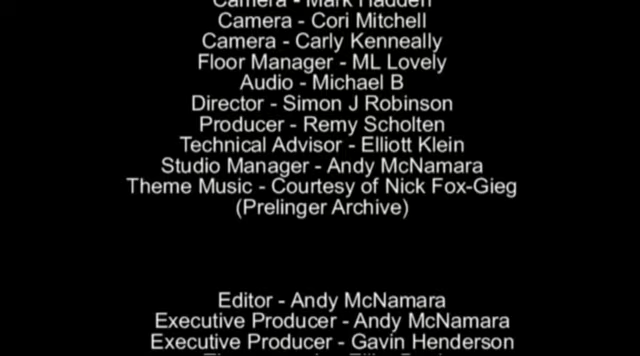 Camera - Mark Hadden
Camera - Cori Mitchell
Camera - Carly Kenneally
Floor Manager - ML Lovely
Audio - Michael B
Director - Simon J Robinson
Producer - Remy Scholten
Technical Advisor - Elliott Klein
Studio Manager - Andy McNamara
Theme Music - Courtesy of Nick Fox-Gieg
(Prelinger Archive)
Editor - Andy McNamara
Executive Producer - Andy McNamara
Executive Producer - Gavin Henderson